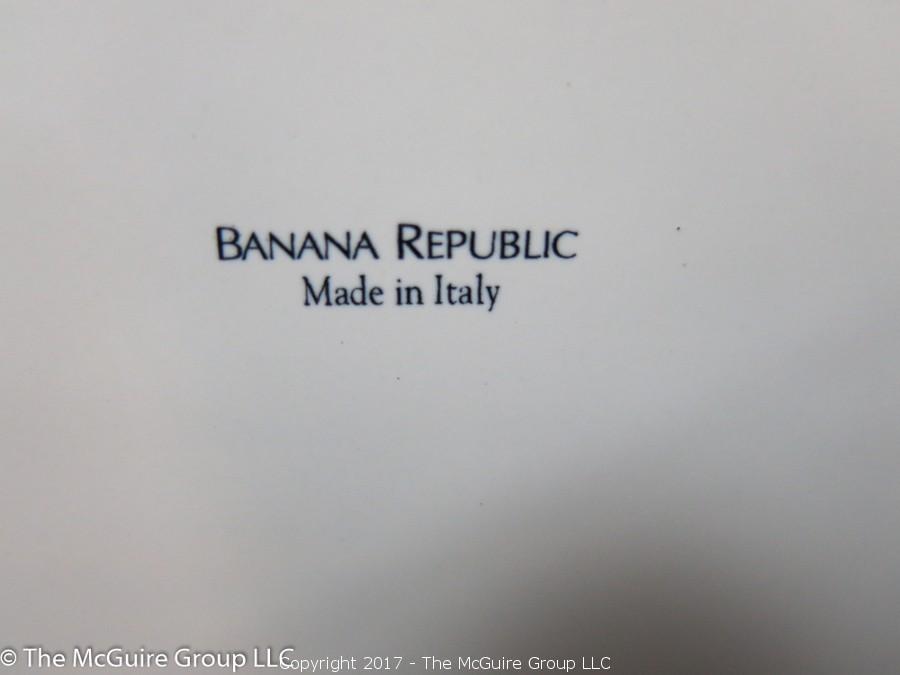 BANANA REPUBLIC
Made in Italy
© The McGuire Group LLC
Copyright 2017 - The McGuire Group LLC